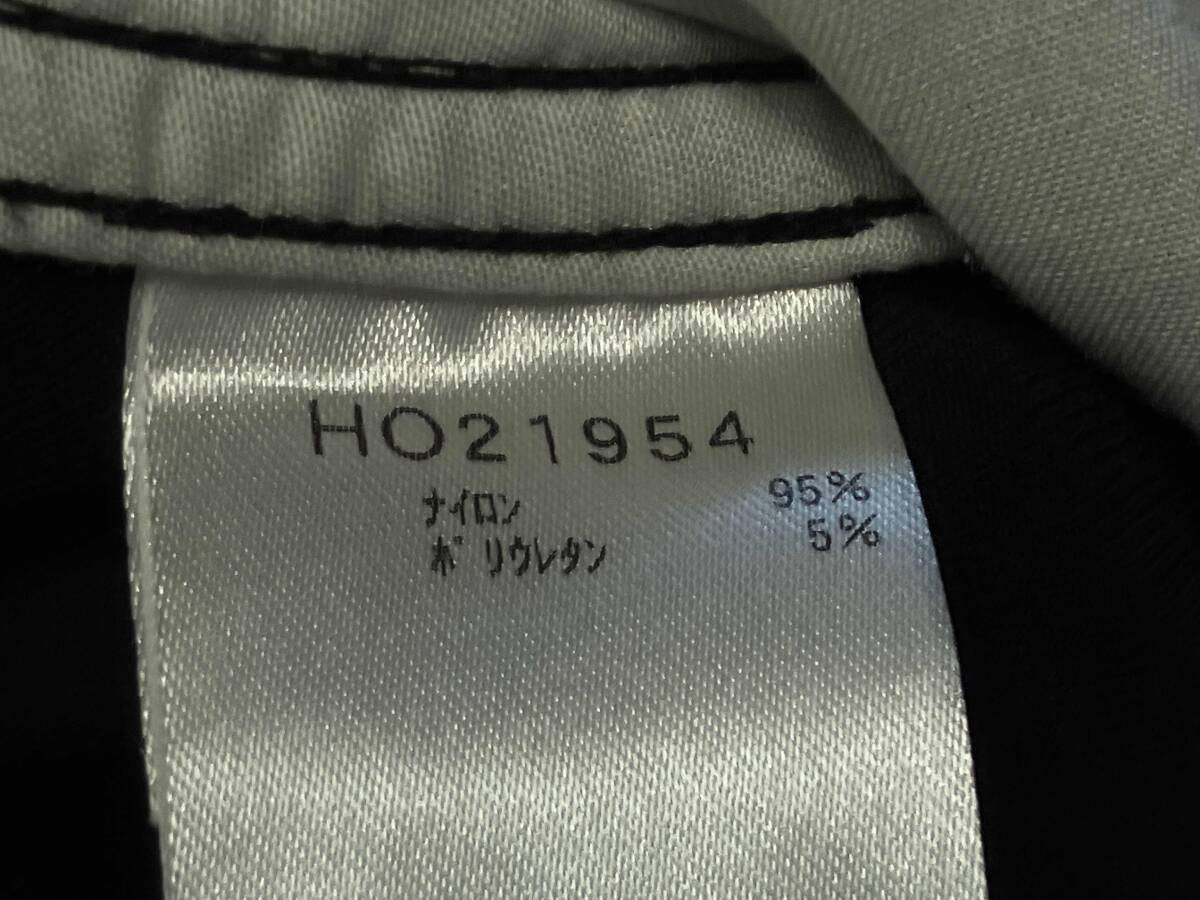 HO21954
ﾅｲﾛﾝ 95%
ﾎﾟﾘｳﾚﾀﾝ 5%